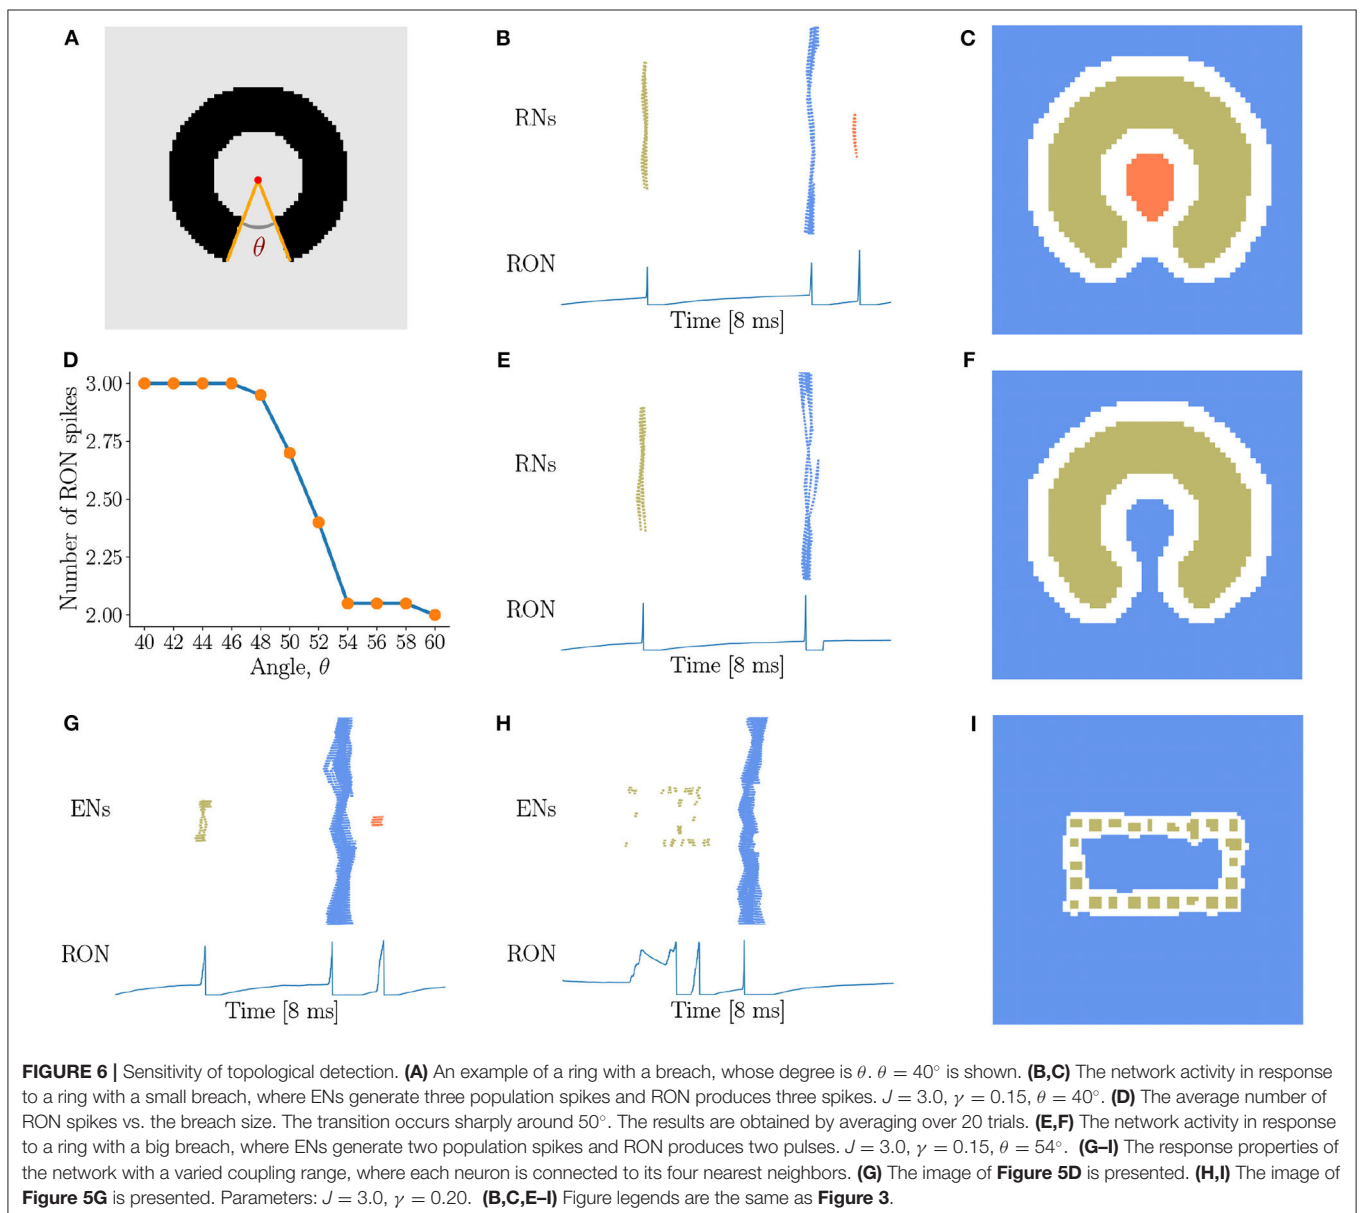 A
θ
B
RNs
RON
Time [8 ms]
C
D
Number of RON spikes
3.00
2.75
2.50
2.25
2.00
40 42 44 46 48 50 52 54 56 58 60
Angle, θ
E
RNs
RON
Time [8 ms]
F
G
ENs
RON
Time [8 ms]
H
ENs
RON
Time [8 ms]
I
FIGURE 6 | Sensitivity of topological detection. (A) An example of a ring with a breach, whose degree is θ. θ = 40° is shown. (B,C) The network activity in response
to a ring with a small breach, where ENs generate three population spikes and RON produces three spikes. J = 3.0, γ = 0.15, θ = 40°. (D) The average number of
RON spikes vs. the breach size. The transition occurs sharply around 50°. The results are obtained by averaging over 20 trials. (E,F) The network activity in response
to a ring with a big breach, where ENs generate two population spikes and RON produces two pulses. J = 3.0, γ = 0.15, θ = 54°. (G–I) The response properties of
the network with a varied coupling range, where each neuron is connected to its four nearest neighbors. (G) The image of Figure 5D is presented. (H,I) The image of
Figure 5G is presented. Parameters: J = 3.0, γ = 0.20. (B,C,E–I) Figure legends are the same as Figure 3.